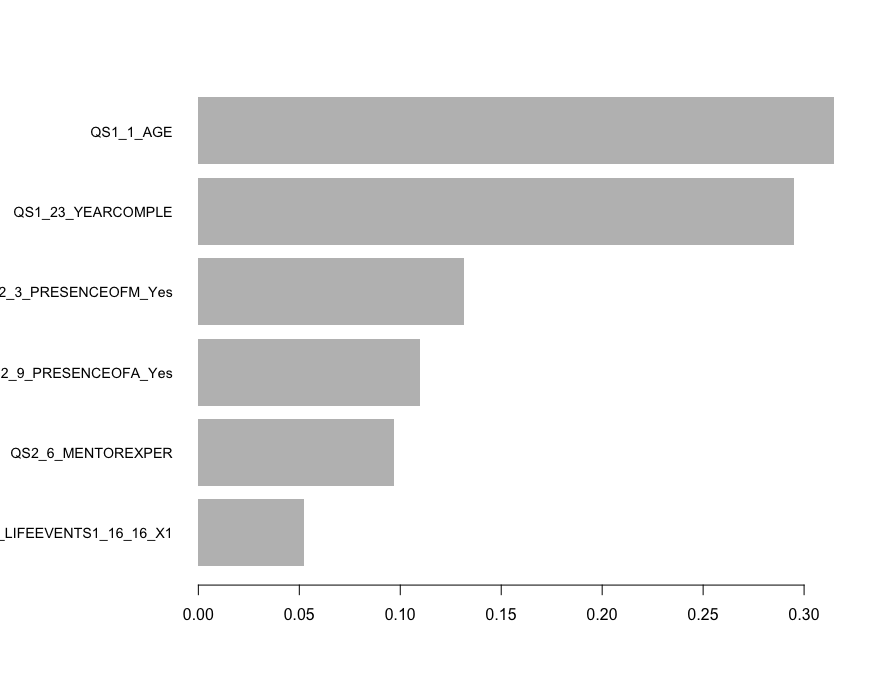 QS1_1_AGE
QS1_23_YEARCOMPLE
2_3_PRESENCEOFM_Yes
2_9_PRESENCEOFA_Yes
QS2_6_MENTOREXPER
_LIFEEVENTS1_16_16_X1
0.00 0.05 0.10 0.15 0.20 0.25 0.30